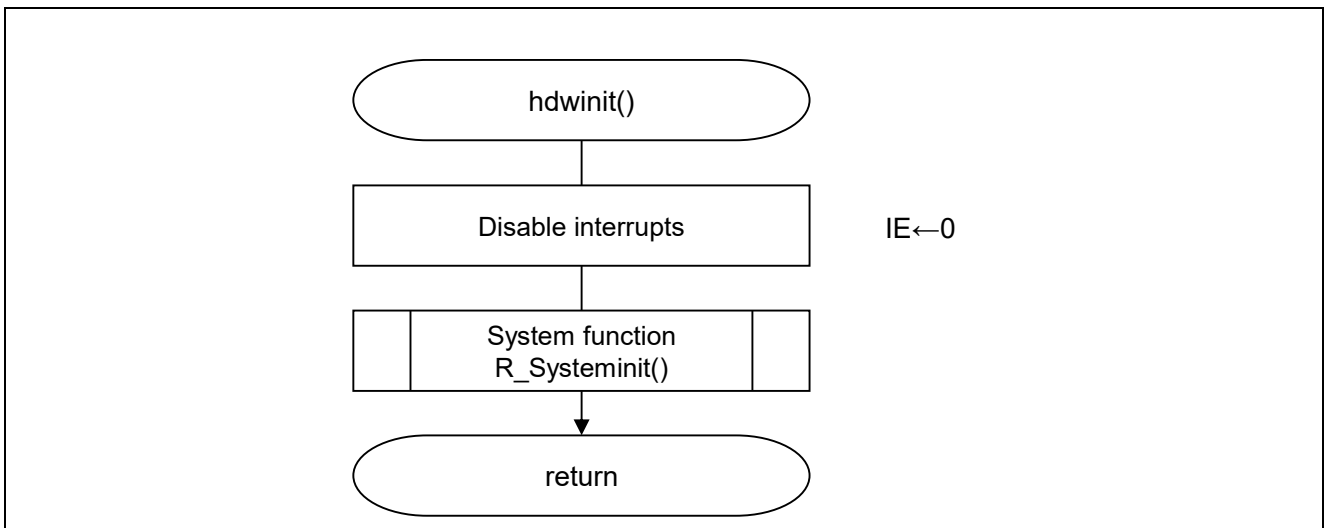 hdwinit()
Disable interrupts
IE←0
System function
R_Systeminit()
return